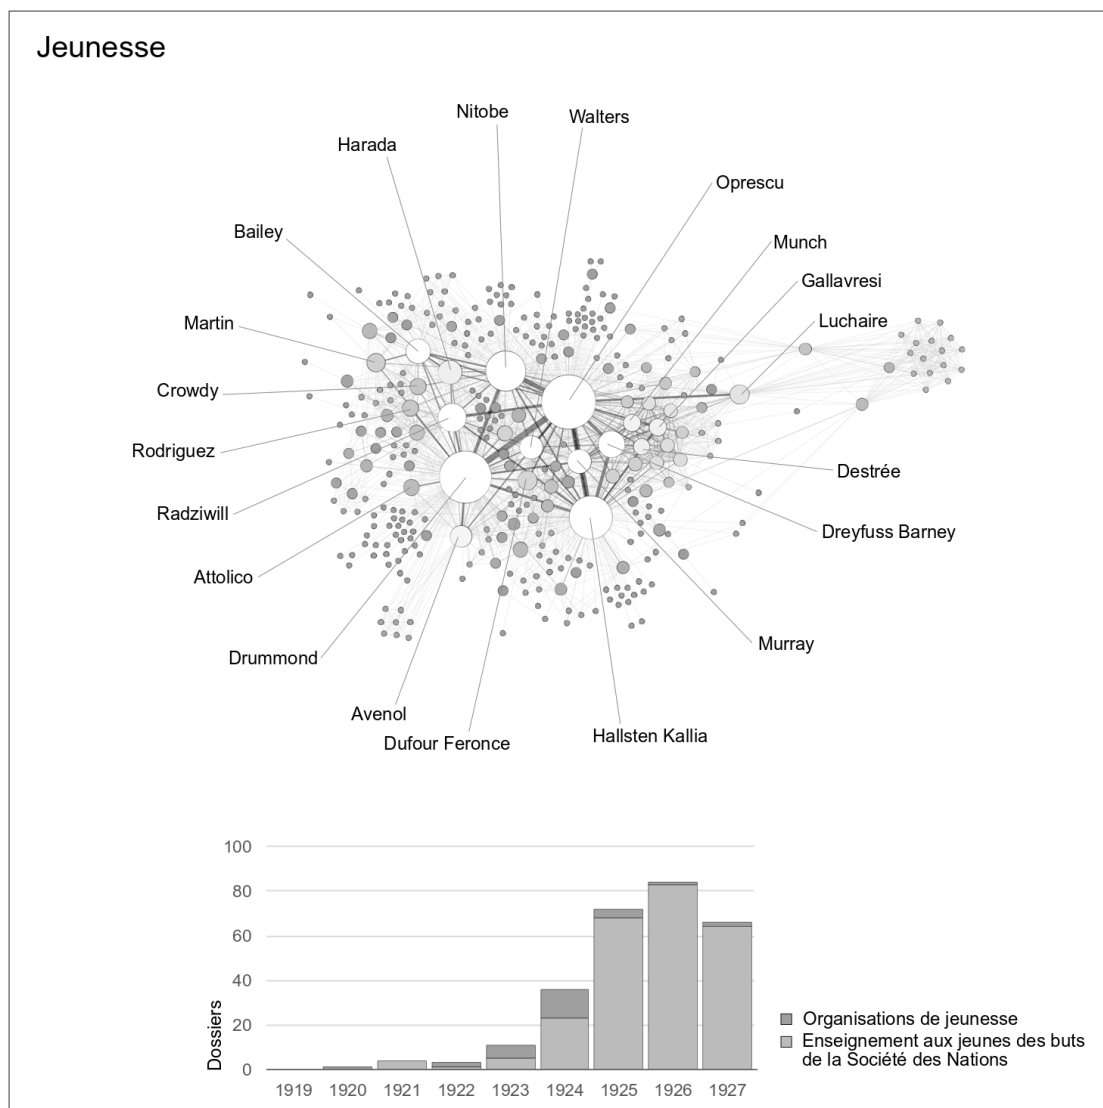 Jeunesse
Nitobe
Walters
Harada
Oprescu
Bailey
Munch
Gallavresi
Martin
Luchaire
Crowdy
Rodriguez
Destrée
Radziwill
Dreyfuss Barney
Attolico
Murray
Drummond
Avenol
Hallsten Kallia
Dufour Feronce
100
80
60
40
20
0
Dossiers
1919 1920 1921 1922 1923 1924 1925 1926 1927
Organisations de jeunesse
Enseignement aux jeunes des buts
de la Société des Nations